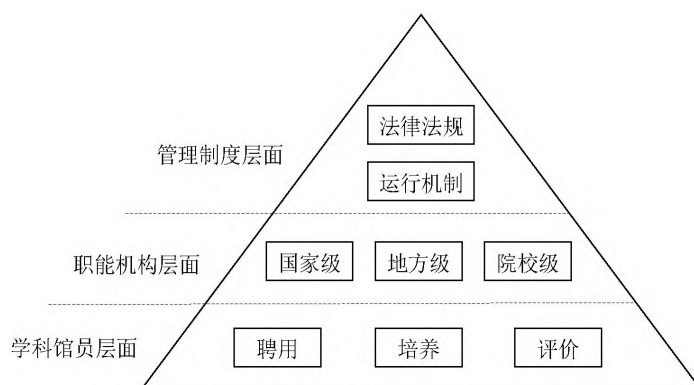 法律法规
管理制度层面
运行机制
职能机构层面
国家级
地方级
院校级
学科馆员层面
聘用
培养
评价